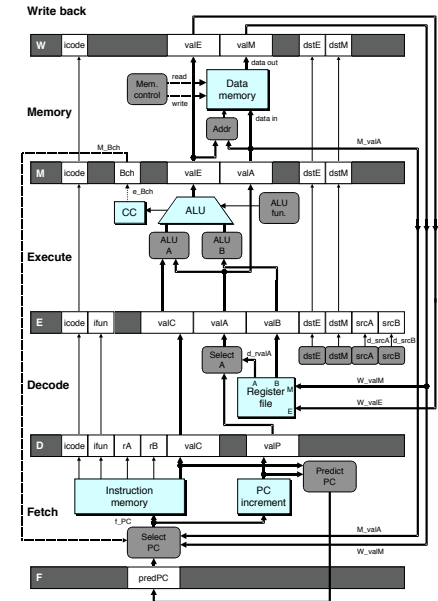 Write back
W icode valE valM dstE dstM
data out
Mem. control
read
write
Data memory
Memory
Addr
data in
M_Bch
M_valA
M icode Bch valE valA dstE dstM
e_Bch
CC
ALU
ALU fun.
ALU A
ALU B
Execute
E icode ifun valC valA valB dstE dstM srcA srcB
d_srcA d_srcB
Select A
d_rvalA
dstE dstM srcA srcB
A B M
Register file
E
W_valM
W_valE
Decode
D icode ifun rA rB valC valP
Predict PC
Instruction memory
PC increment
Fetch
f_PC
M_valA
Select PC
W_valM
F predPC